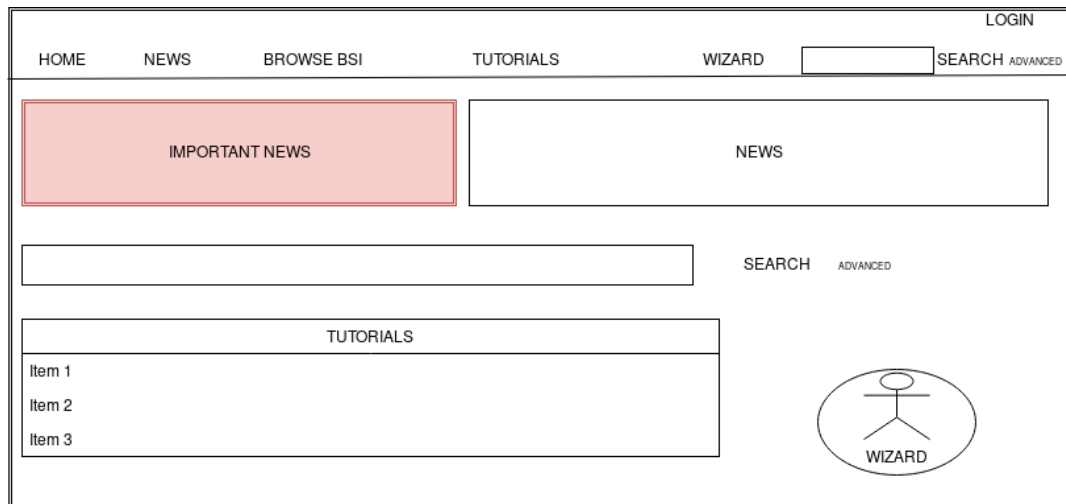 LOGIN
HOME NEWS BROWSE BSI TUTORIALS WIZARD SEARCH ADVANCED
IMPORTANT NEWS NEWS
SEARCH ADVANCED
TUTORIALS
Item 1
Item 2
Item 3
WIZARD